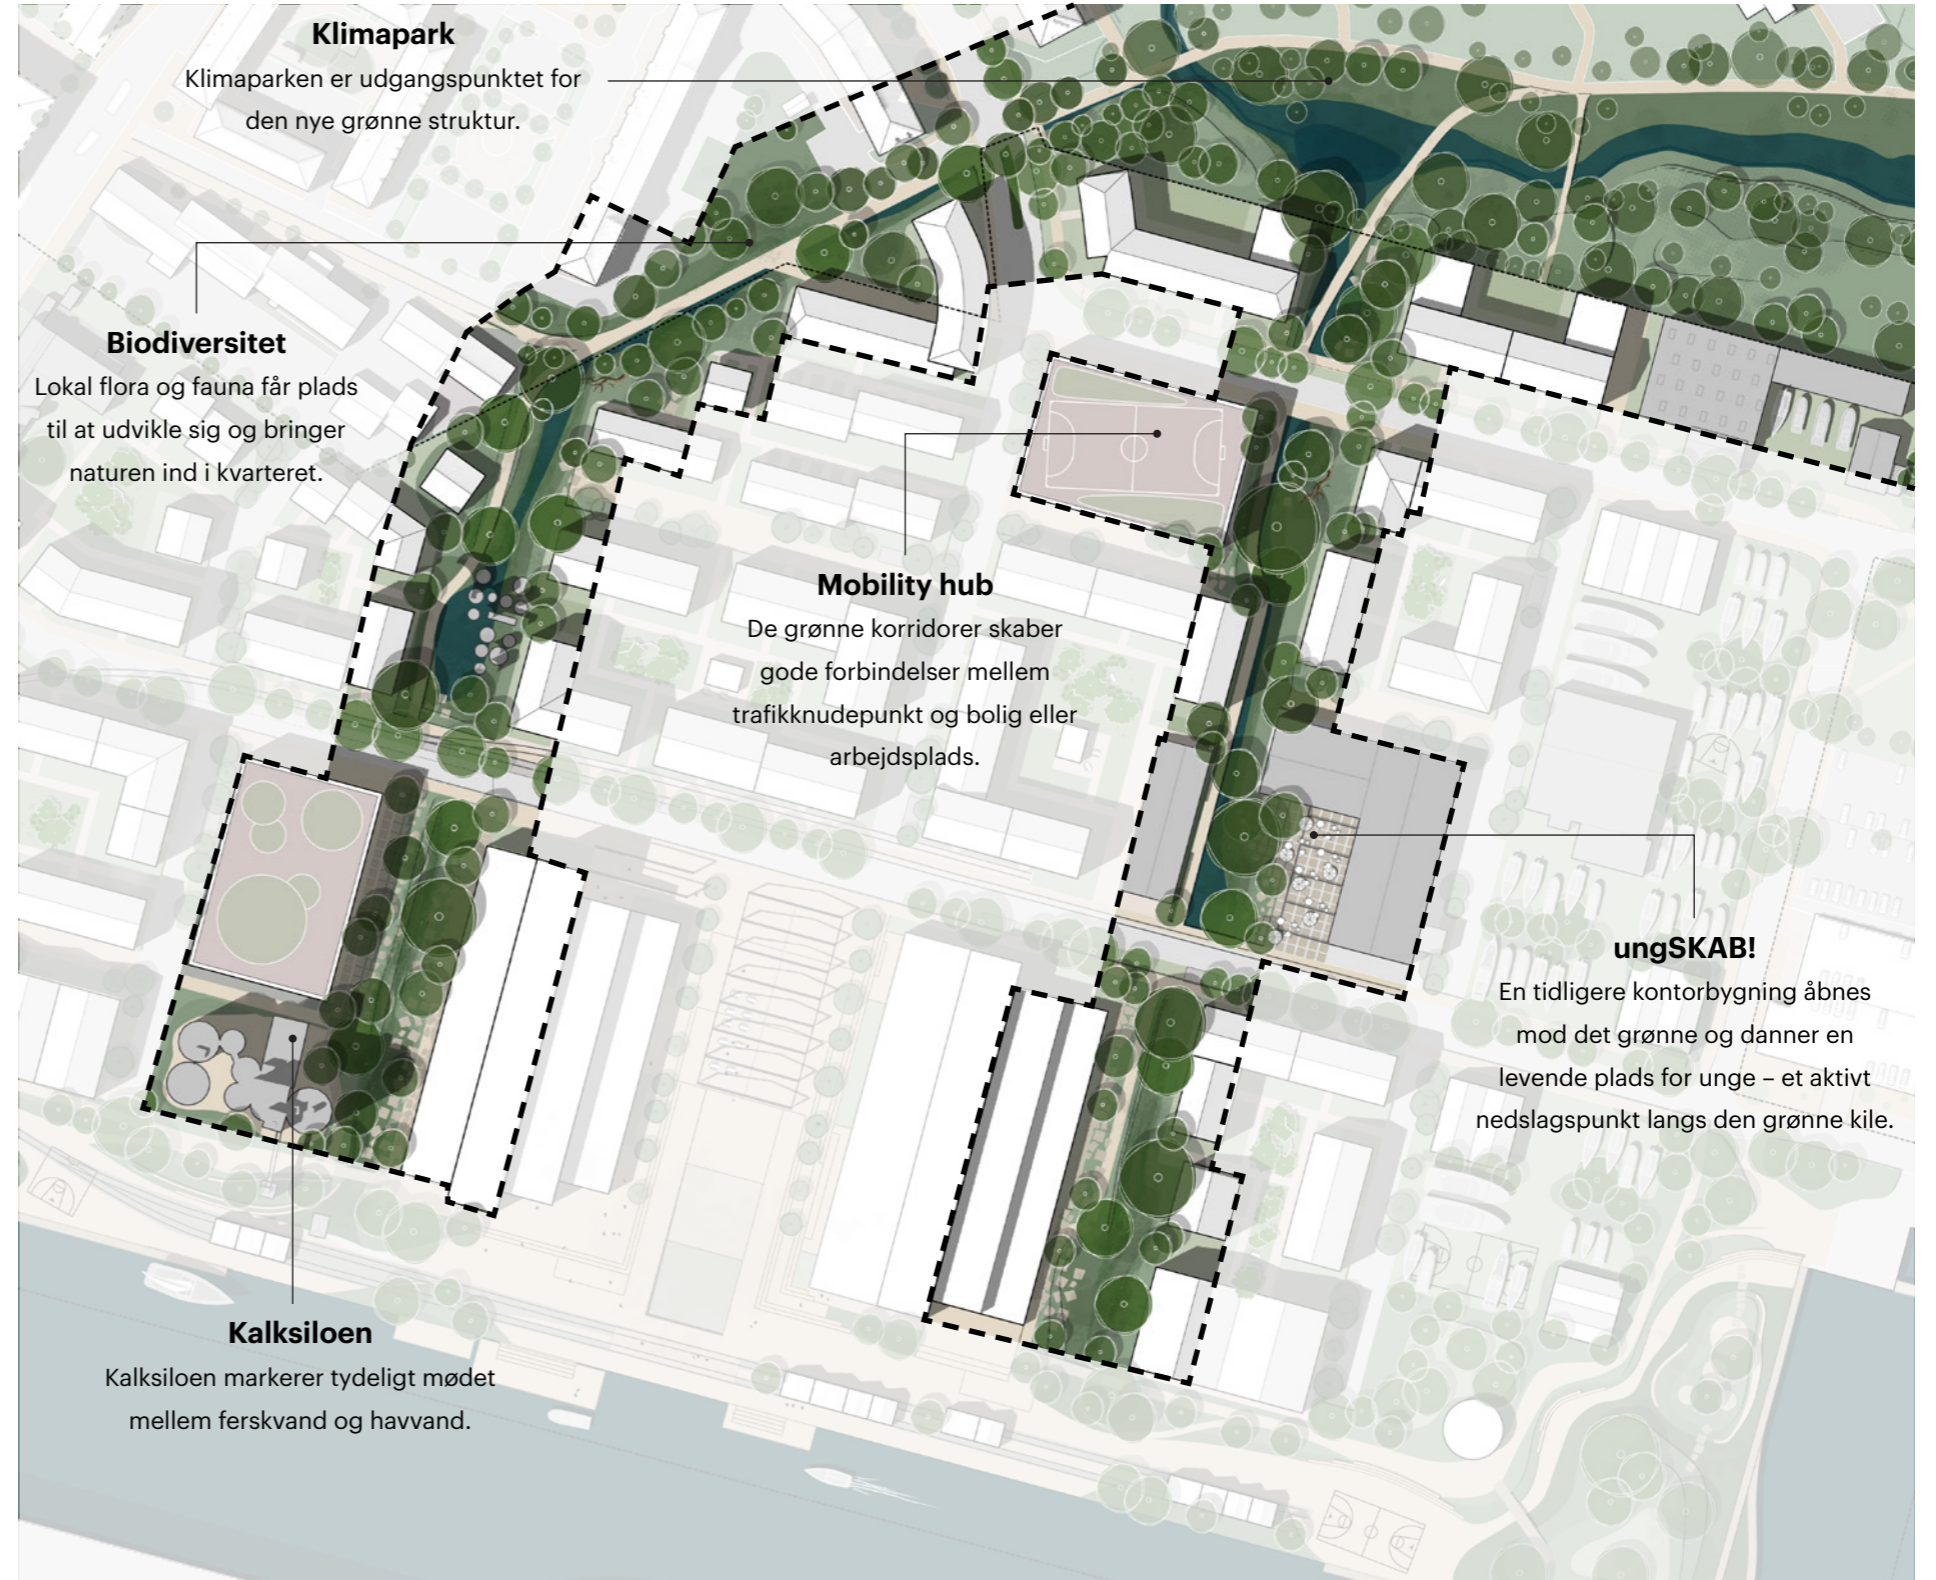 Klimapark
Klimaparken er udgangspunktet for
den nye grønne struktur.
Biodiversitet
Lokal flora og fauna får plads
til at udvikle sig og bringer
naturen ind i kvarteret.
Mobility hub
De grønne korridorer skaber
gode forbindelser mellem
trafikknudepunkt og bolig eller
arbejdsplads.
ungSKAB!
En tidligere kontorbygning åbnes
mod det grønne og danner en
levende plads for unge – et aktivt
nedslagspunkt langs den grønne kile.
Kalksiloen
Kalksiloen markerer tydeligt mødet
mellem ferskvand og havvand.